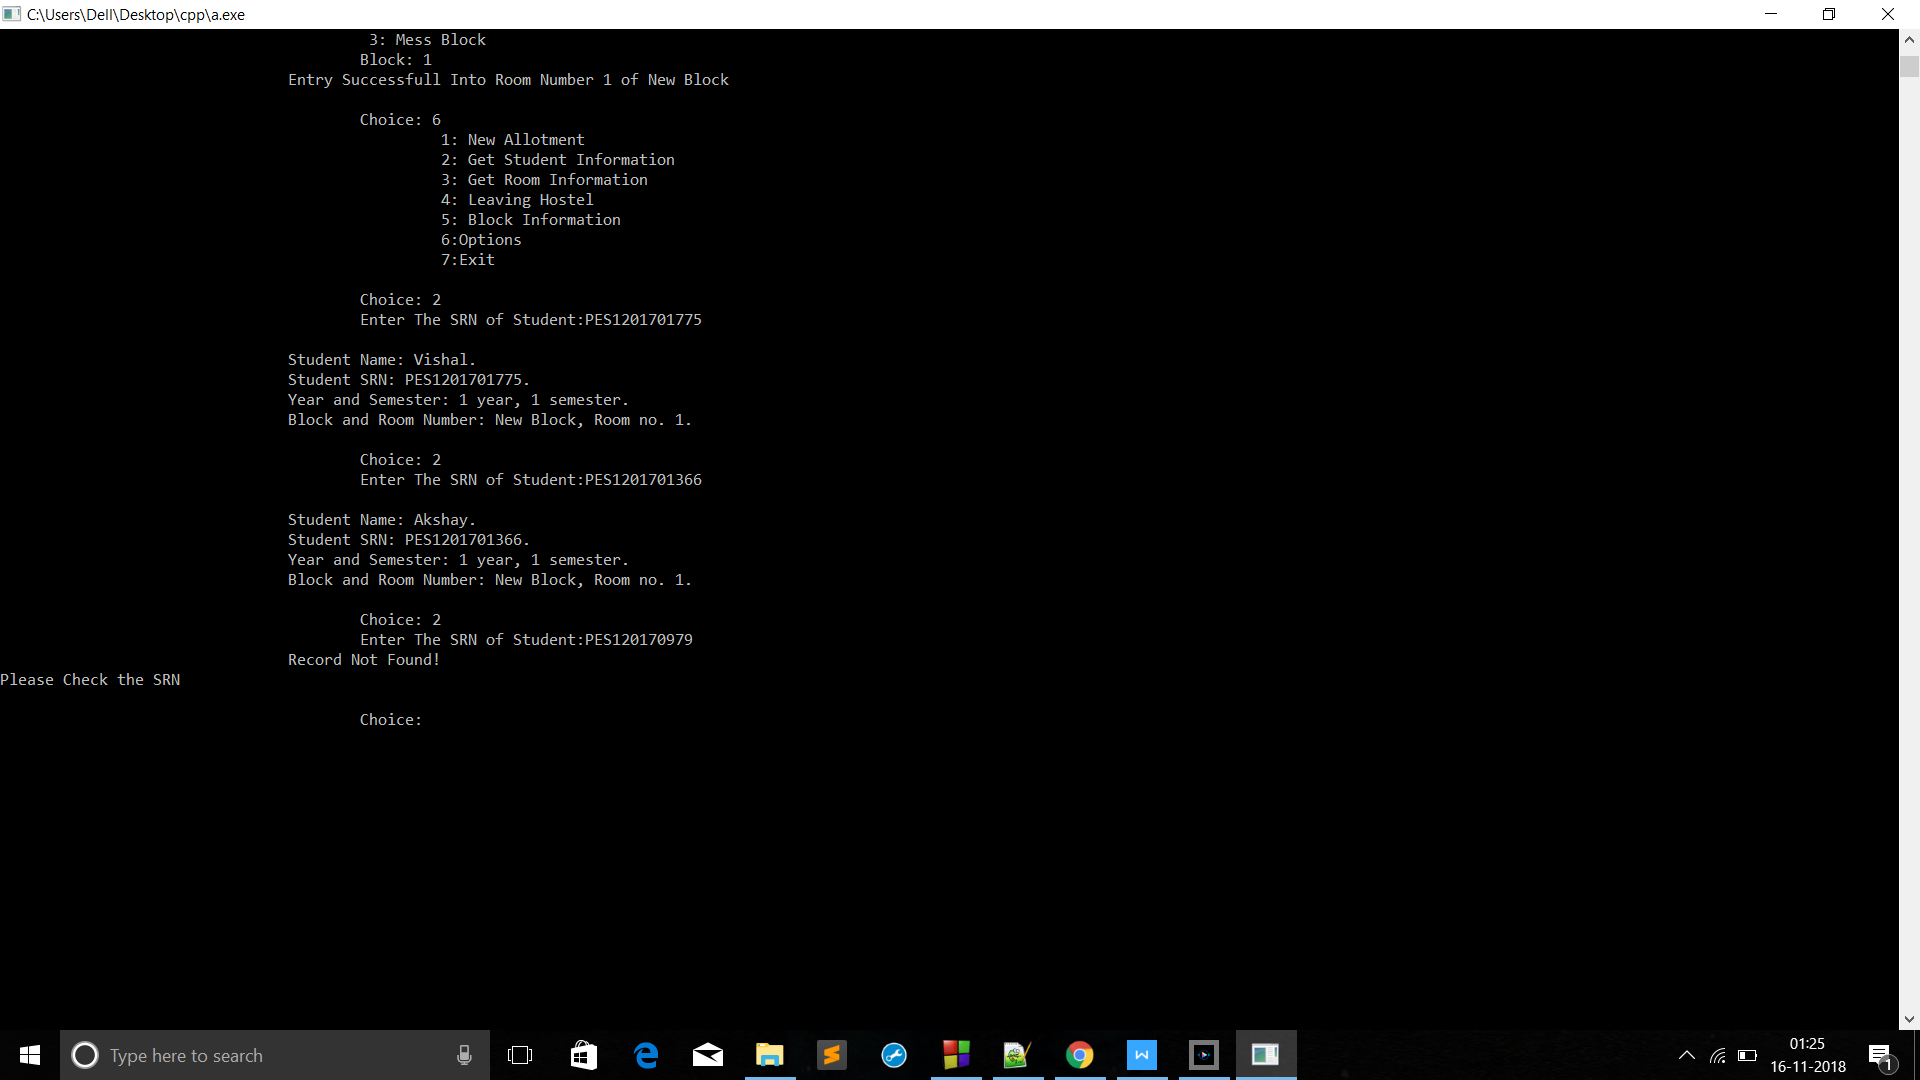 C:\Users\Dell\Desktop\cpp\a.exe
3: Mess Block
Block: 1
Entry Successfull Into Room Number 1 of New Block
Choice: 6
1: New Allotment
2: Get Student Information
3: Get Room Information
4: Leaving Hostel
5: Block Information
6:Options
7:Exit
Choice: 2
Enter The SRN of Student:PES1201701775
Student Name: Vishal.
Student SRN: PES1201701775.
Year and Semester: 1 year, 1 semester.
Block and Room Number: New Block, Room no. 1.
Choice: 2
Enter The SRN of Student:PES1201701366
Student Name: Akshay.
Student SRN: PES1201701366.
Year and Semester: 1 year, 1 semester.
Block and Room Number: New Block, Room no. 1.
Choice: 2
Enter The SRN of Student:PES120170979
Record Not Found!
Please Check the SRN
Choice:
Type here to search
01:25
16-11-2018
1